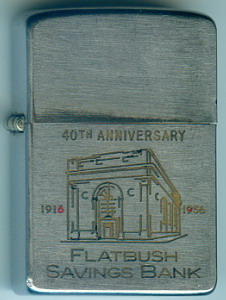 40TH ANNIVERSARY
1916 1956
FLATBUSH
SAVINGS BANK